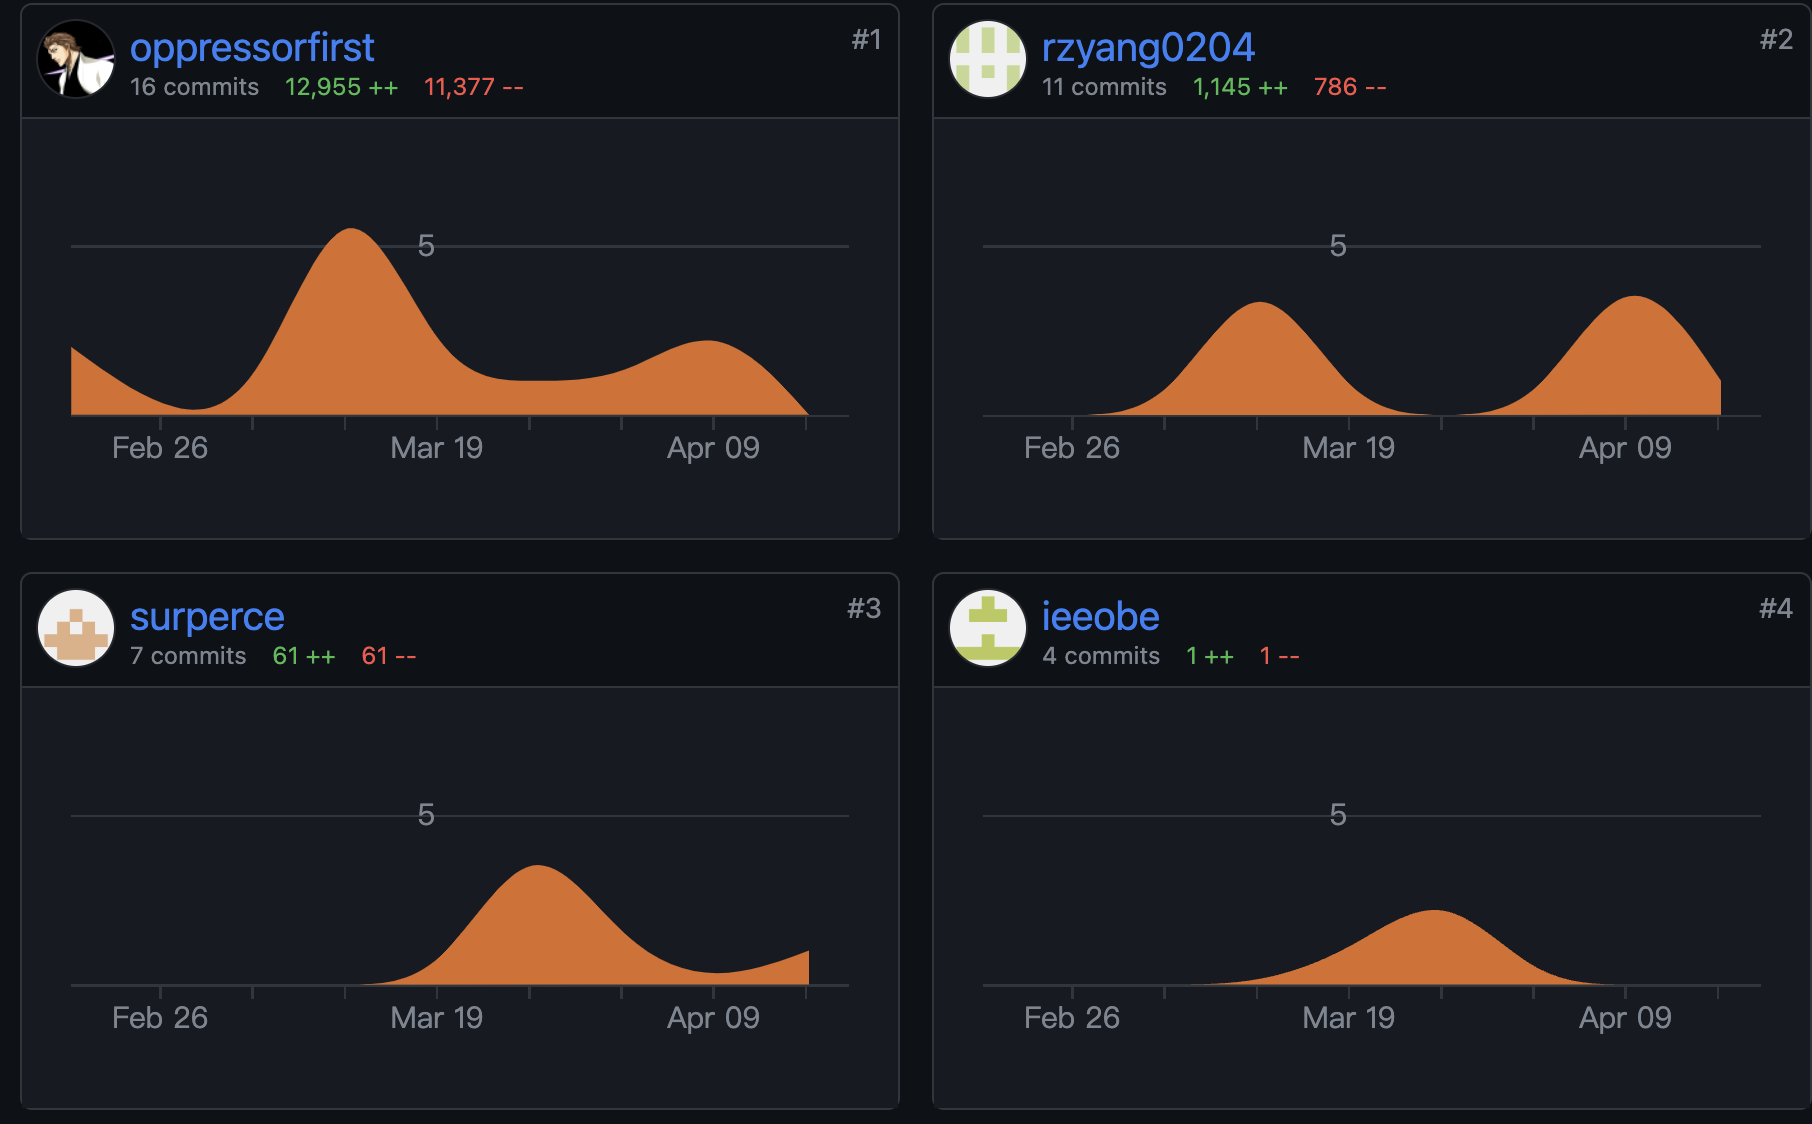 oppressorfirst
#1
16 commits 12,955 ++ 11,377 --
5
Feb 26 Mar 19 Apr 09
rzyang0204
#2
11 commits 1,145 ++ 786 --
5
Feb 26 Mar 19 Apr 09
surperce
#3
7 commits 61 ++ 61 --
5
Feb 26 Mar 19 Apr 09
ieeobe
#4
4 commits 1 ++ 1 --
5
Feb 26 Mar 19 Apr 09